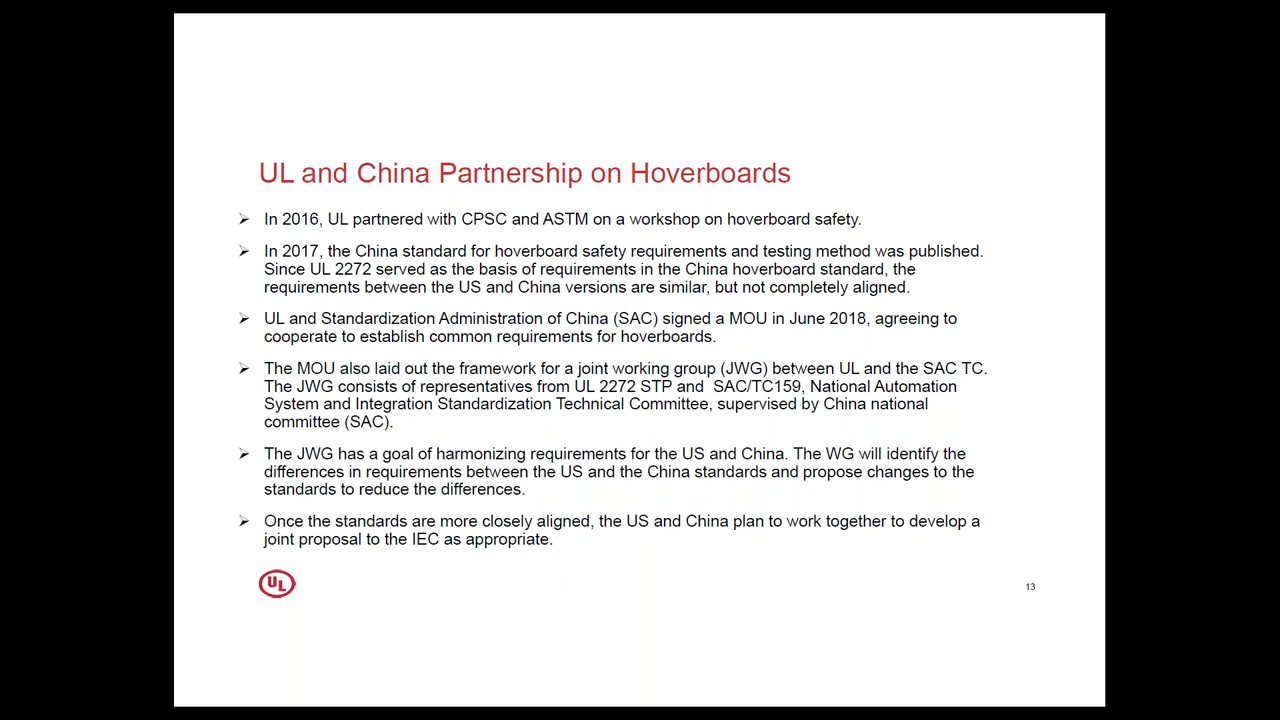 UL and China Partnership on Hoverboards
➢ In 2016, UL partnered with CPSC and ASTM on a workshop on hoverboard safety.
➢ In 2017, the China standard for hoverboard safety requirements and testing method was published.
Since UL 2272 served as the basis of requirements in the China hoverboard standard, the
requirements between the US and China versions are similar, but not completely aligned.
➢ UL and Standardization Administration of China (SAC) signed a MOU in June 2018, agreeing to
cooperate to establish common requirements for hoverboards.
➢ The MOU also laid out the framework for a joint working group (JWG) between UL and the SAC TC.
The JWG consists of representatives from UL 2272 STP and  SAC/TC159, National Automation
System and Integration Standardization Technical Committee, supervised by China national
committee (SAC).
➢ The JWG has a goal of harmonizing requirements for the US and China. The WG will identify the
differences in requirements between the US and the China standards and propose changes to the
standards to reduce the differences.
➢ Once the standards are more closely aligned, the US and China plan to work together to develop a
joint proposal to the IEC as appropriate.
UL
13